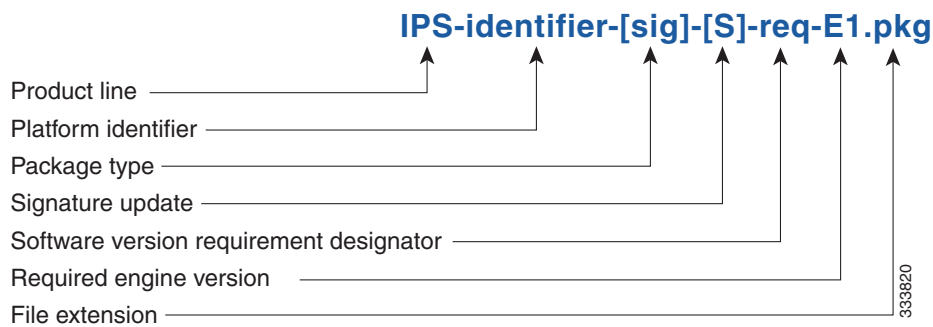 IPS-identifier-[sig]-[S]-req-E1.pkg
Product line
Platform identifier
Package type
Signature update
Software version requirement designator
Required engine version
File extension
333820